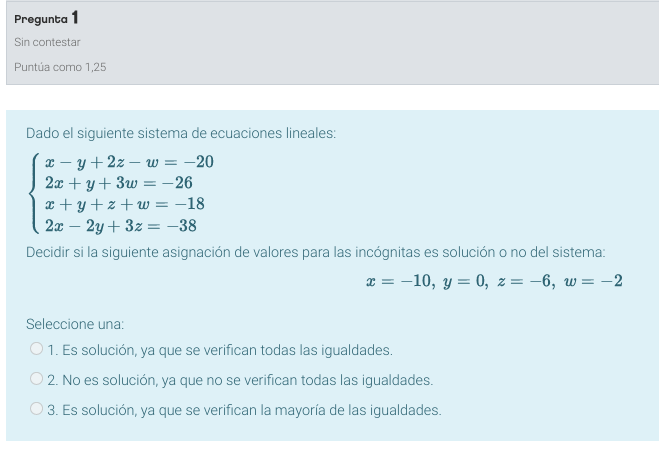 Pregunta 1
Sin contestar
Puntúa como 1,25
Dado el siguiente sistema de ecuaciones lineales:
x − y + 2z − w = −20
2x + y + 3w = −26
x + y + z + w = −18
2x − 2y + 3z = −38
Decidir si la siguiente asignación de valores para las incógnitas es solución o no del sistema:
x = −10, y = 0, z = −6, w = −2
Seleccione una:
1. Es solución, ya que se verifican todas las igualdades.
2. No es solución, ya que no se verifican todas las igualdades.
3. Es solución, ya que se verifican la mayoría de las igualdades.